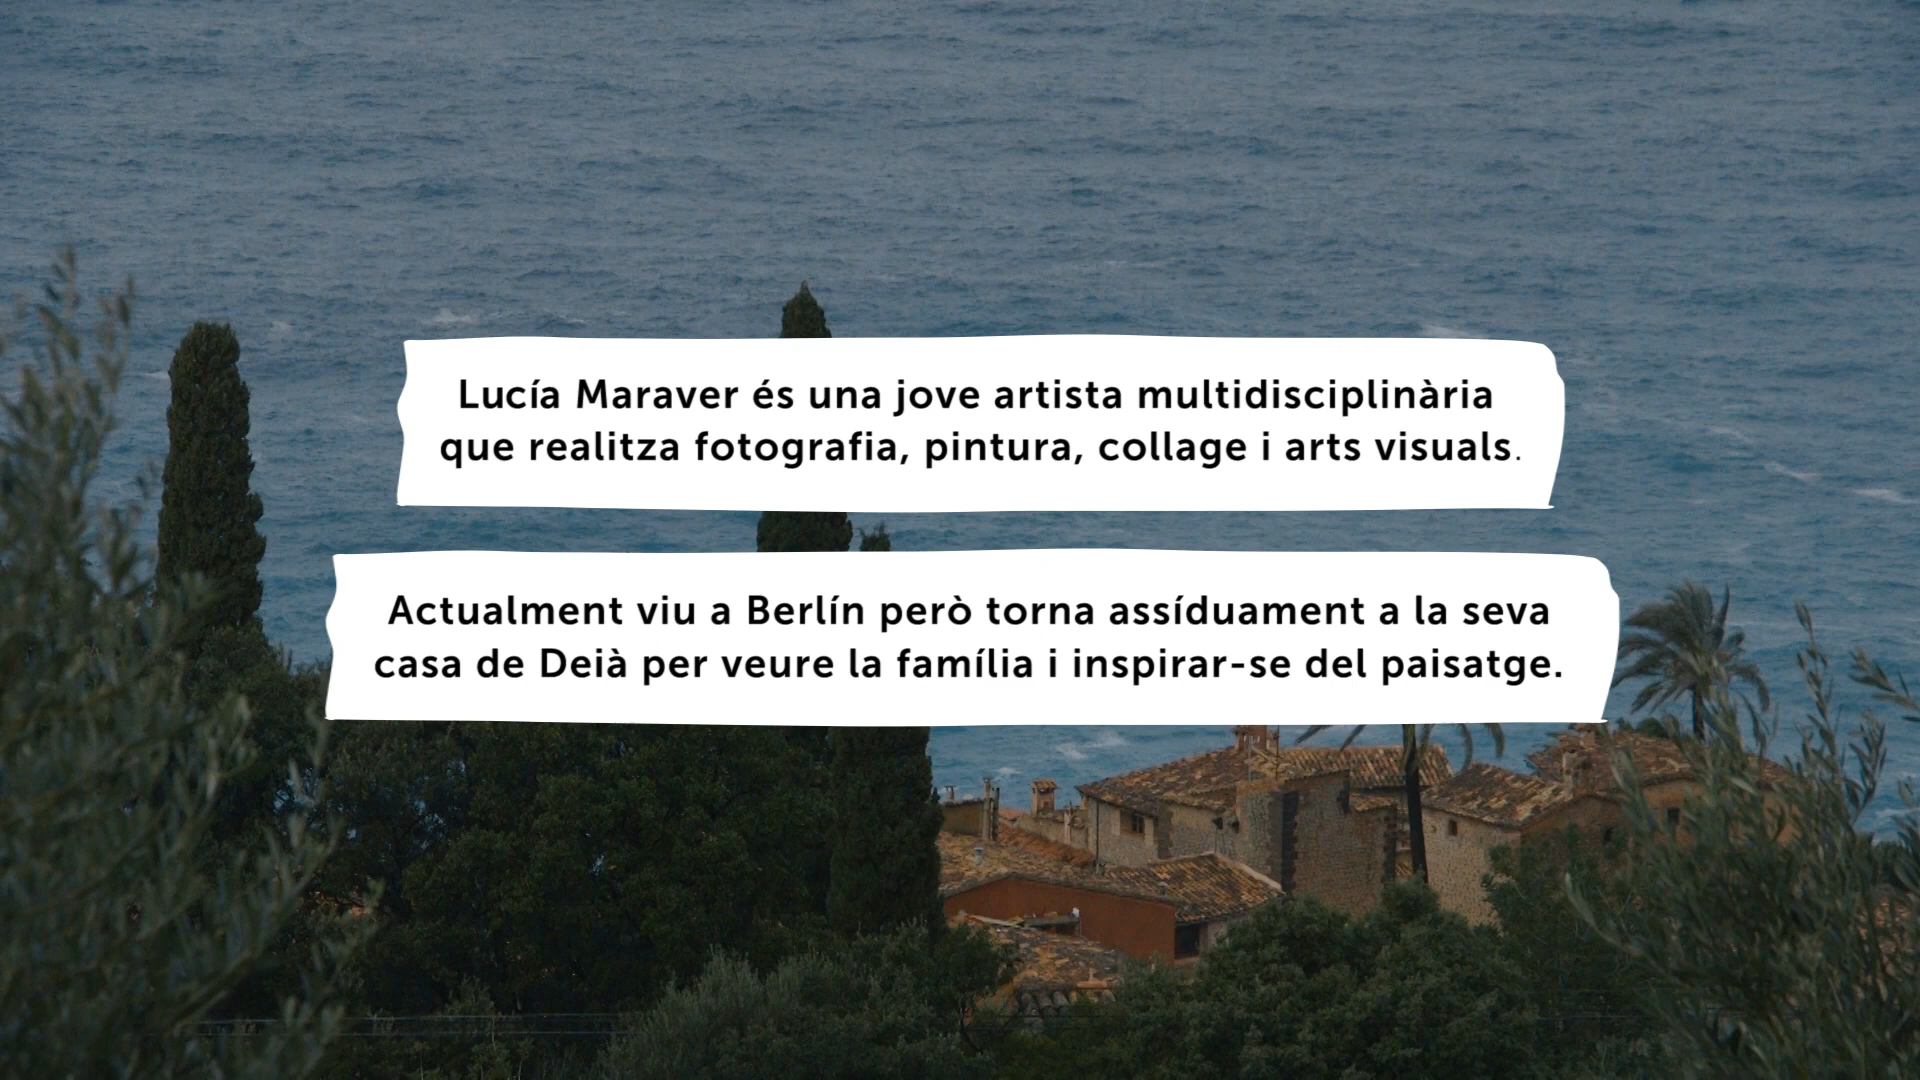 Lucía Maraver és una jove artista multidisciplinària
que realitza fotografia, pintura, collage i arts visuals.
Actualment viu a Berlín però torna assíduament a la seva
casa de Deià per veure la família i inspirar-se del paisatge.